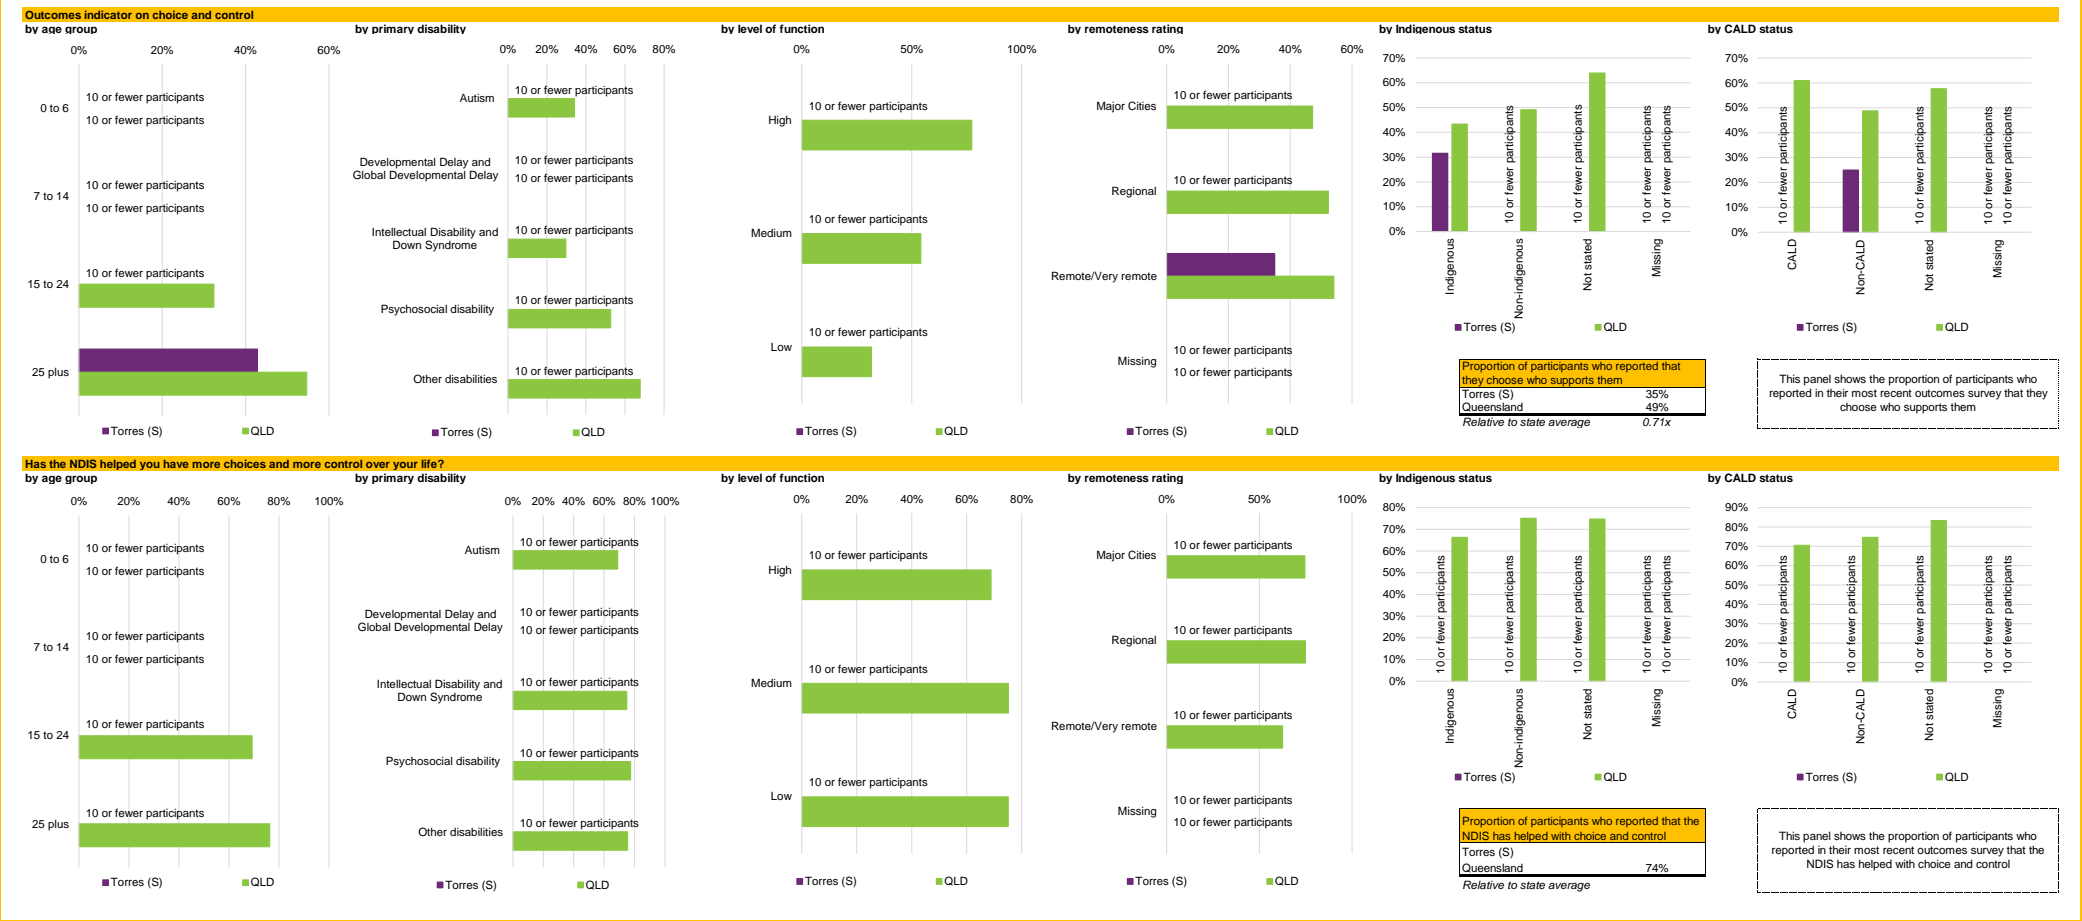 Outcomes indicator on choice and control
by age group
0%
20%
40%
60%
0 to 6
10 or fewer participants
10 or fewer participants
7 to 14
10 or fewer participants
10 or fewer participants
15 to 24
10 or fewer participants
25 plus
Torres (S)
QLD
by primary disability
0%
20%
40%
60%
80%
Autism
10 or fewer participants
Developmental Delay and
Global Developmental Delay
10 or fewer participants
10 or fewer participants
Intellectual Disability and
Down Syndrome
10 or fewer participants
Psychosocial disability
10 or fewer participants
Other disabilities
10 or fewer participants
Torres (S)
QLD
by level of function
0%
50%
100%
High
10 or fewer participants
Medium
10 or fewer participants
Low
10 or fewer participants
Torres (S)
QLD
by remoteness rating
0%
20%
40%
60%
Major Cities
10 or fewer participants
Regional
10 or fewer participants
Remote/Very remote
Missing
10 or fewer participants
10 or fewer participants
Torres (S)
QLD
by Indigenous status
70%
60%
50%
40%
30%
20%
10%
0%
10 or fewer participants
10 or fewer participants
10 or fewer participants
10 or fewer participants
Indigenous
Non-indigenous
Not stated
Missing
Torres (S)
QLD
Proportion of participants who reported that
they choose who supports them
Torres (S) 35%
Queensland 49%
Relative to state average 0.71x
by CALD status
70%
60%
50%
40%
30%
20%
10%
0%
10 or fewer participants
10 or fewer participants
10 or fewer participants
10 or fewer participants
CALD
Non-CALD
Not stated
Missing
Torres (S)
QLD
This panel shows the proportion of participants who
reported in their most recent outcomes survey that they
choose who supports them
Has the NDIS helped you have more choices and more control over your life?
by age group
0%
20%
40%
60%
80%
100%
0 to 6
10 or fewer participants
10 or fewer participants
7 to 14
10 or fewer participants
10 or fewer participants
15 to 24
10 or fewer participants
25 plus
10 or fewer participants
Torres (S)
QLD
by primary disability
0%
20%
40%
60%
80%
100%
Autism
10 or fewer participants
Developmental Delay and
Global Developmental Delay
10 or fewer participants
10 or fewer participants
Intellectual Disability and
Down Syndrome
10 or fewer participants
Psychosocial disability
10 or fewer participants
Other disabilities
10 or fewer participants
Torres (S)
QLD
by level of function
0%
20%
40%
60%
80%
High
10 or fewer participants
Medium
10 or fewer participants
Low
10 or fewer participants
Torres (S)
QLD
by remoteness rating
0%
50%
100%
Major Cities
10 or fewer participants
Regional
10 or fewer participants
Remote/Very remote
10 or fewer participants
Missing
10 or fewer participants
10 or fewer participants
Torres (S)
QLD
by Indigenous status
80%
70%
60%
50%
40%
30%
20%
10%
0%
10 or fewer participants
10 or fewer participants
10 or fewer participants
10 or fewer participants
10 or fewer participants
Indigenous
Non-indigenous
Not stated
Missing
Torres (S)
QLD
Proportion of participants who reported that the
NDIS has helped with choice and control
Torres (S)
Queensland 74%
Relative to state average
by CALD status
90%
80%
70%
60%
50%
40%
30%
20%
10%
0%
10 or fewer participants
10 or fewer participants
10 or fewer participants
10 or fewer participants
10 or fewer participants
CALD
Non-CALD
Not stated
Missing
Torres (S)
QLD
This panel shows the proportion of participants who
reported in their most recent outcomes survey that the
NDIS has helped with choice and control